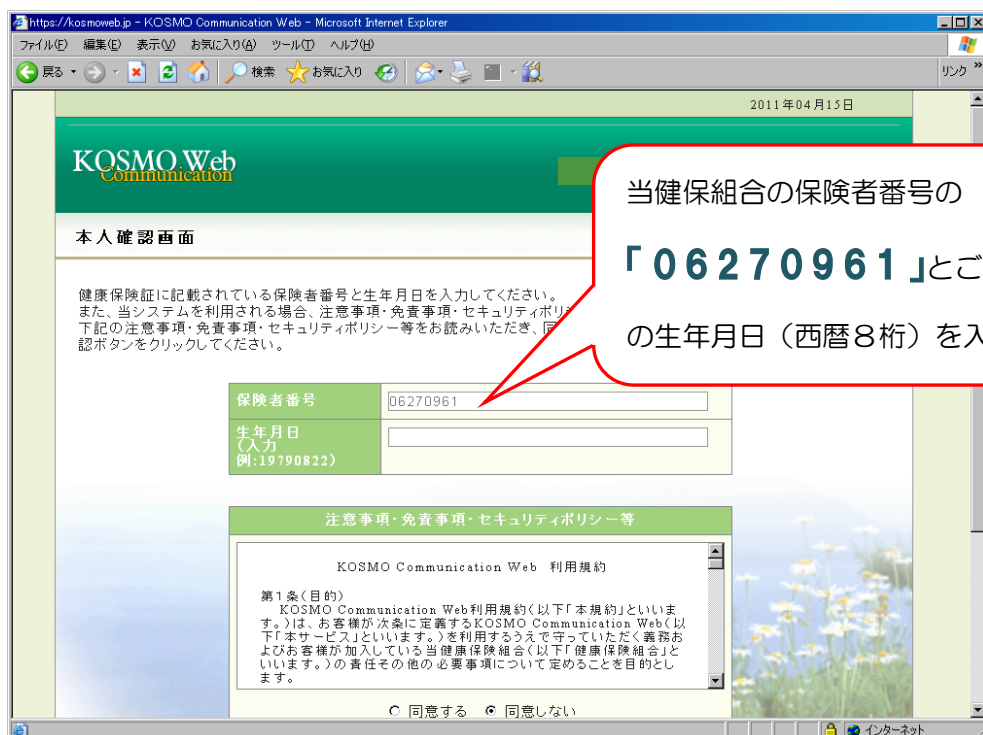 https://kosmoweb.jp - KOSMO Communication Web - Microsoft Internet Explorer
ファイル(F) 編集(E) 表示(V) お気に入り(A) ツール(T) ヘルプ(H)
戻る 検索 お気に入り リンク »
2011年04月15日
KOSMO Web
Communication
当健保組合の保険者番号の
「06270961」とご
の生年月日（西暦8桁）を入
本人確認画面
健康保険証に記載されている保険者番号と生年月日を入力してください。
また、当システムを利用される場合、注意事項・免責事項・セキュリティポリ
下記の注意事項・免責事項・セキュリティポリシー等をお読みいただき、同
認ボタンをクリックしてください。
保険者番号 06270961
生年月日
(入力
例:19790822)
注意事項・免責事項・セキュリティポリシー等
KOSMO Communication Web 利用規約
第1条(目的)
KOSMO Communication Web利用規約(以下「本規約」といいま
す。)は、お客様が次条に定義するKOSMO Communication Web(以
下「本サービス」といいます。)を利用するうえで守っていただく義務お
よびお客様が加入している当健康保険組合(以下「健康保険組合」と
いいます。)の責任その他の必要事項について定めることを目的とし
ます。
同意する 同意しない
インターネット